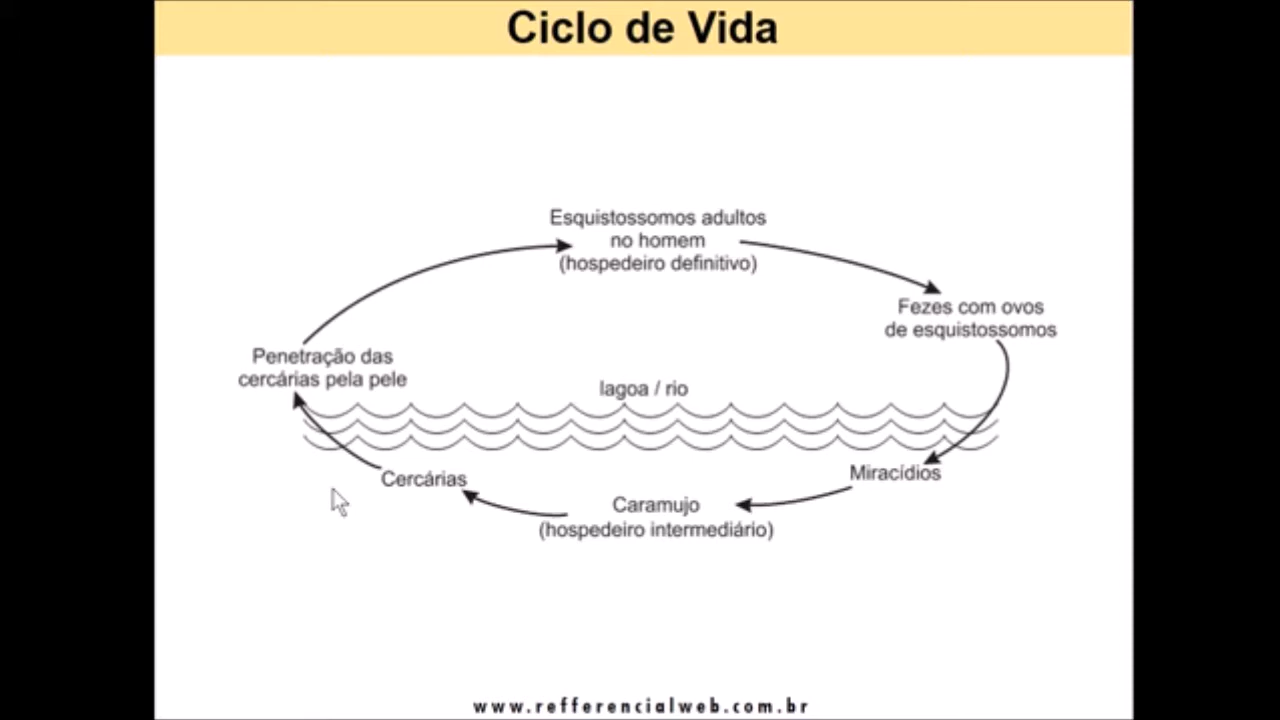 Ciclo de Vida
Esquistossomos adultos
no homem
(hospedeiro definitivo)
Fezes com ovos
de esquistossomos
Penetração das
cercárias pela pele
lagoa / rio
Miracídios
Cercárias
Caramujo
(hospedeiro intermediário)
www.refferencialweb.com.br